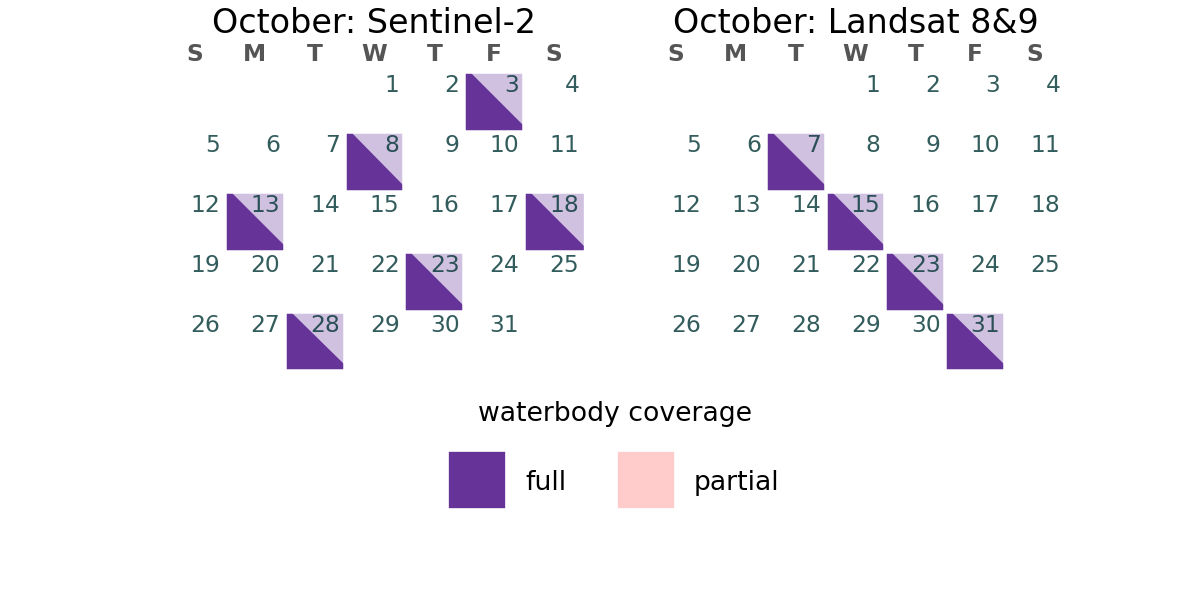 October: Sentinel-2
S M T W T F S
1 2 3 4
5 6 7 8 9 10 11
12 13 14 15 16 17 18
19 20 21 22 23 24 25
26 27 28 29 30 31
October: Landsat 8&9
S M T W T F S
1 2 3 4
5 6 7 8 9 10 11
12 13 14 15 16 17 18
19 20 21 22 23 24 25
26 27 28 29 30 31
waterbody coverage
full partial